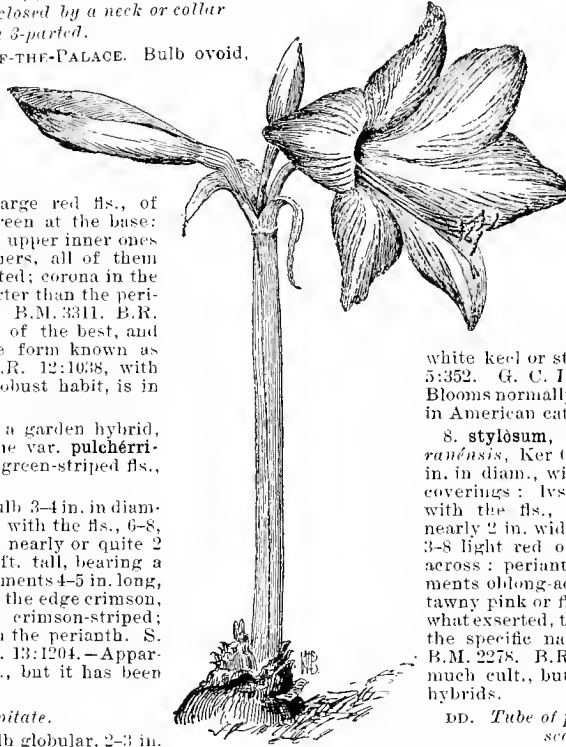 closed by a neck or collar
3-parted.
F-THE-PALACE. Bulb ovoid,
arge red fls., of
reen at the base:
upper inner ones
ers, all of them
ted; corona in the
rter than the peri-
B.M. 3311. B.R.
of the best, and
e form known as
.R. 12:1038, with
obust habit, is in
a garden hybrid,
he var. pulchérri-
green-striped fls.,
ulb 3-4 in. in diam-
with the fls., 6-8,
nearly or quite 2
ft. tall, bearing a
ments 4-5 in. long,
the edge crimson,
crimson-striped;
n the perianth. S.
. 13:1204.—Appar-
., but it has been
pitate.
lb globular, 2-3 in.
white keel or st
5:352. G. C. I
Blooms normally
in American cat
8. stylòsum,
ranénsis, Ker (
in. in diam., wi
coverings: lvs
with the fls.,
nearly 2 in. wid
3-8 light red o
across: periant
ments oblong-ac
tawny pink or fl
what exserted, t
the specific na
B.M. 2278. B.R
much cult., but
hybrids.
DD. Tube of p
sec